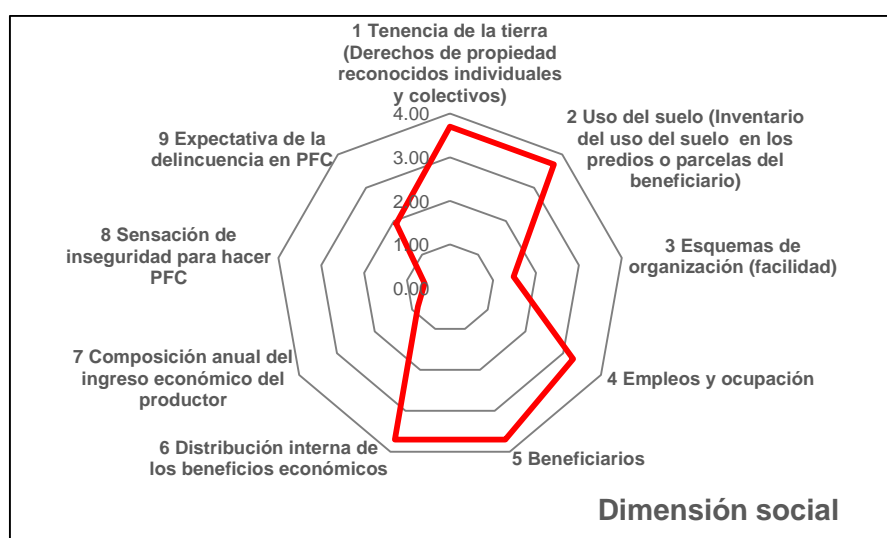 1 Tenencia de la tierra
(Derechos de propiedad
reconocidos individuales
y colectivos)
2 Uso del suelo (Inventario
del uso del suelo en los
predios o parcelas del
beneficiario)
3 Esquemas de
organización (facilidad)
4 Empleos y ocupación
5 Beneficiarios
6 Distribución interna de
los beneficios económicos
7 Composición anual del
ingreso económico del
productor
8 Sensación de
inseguridad para hacer
PFC
9 Expectativa de la
delincuencia en PFC
4.00
3.00
2.00
1.00
0.00
Dimensión social